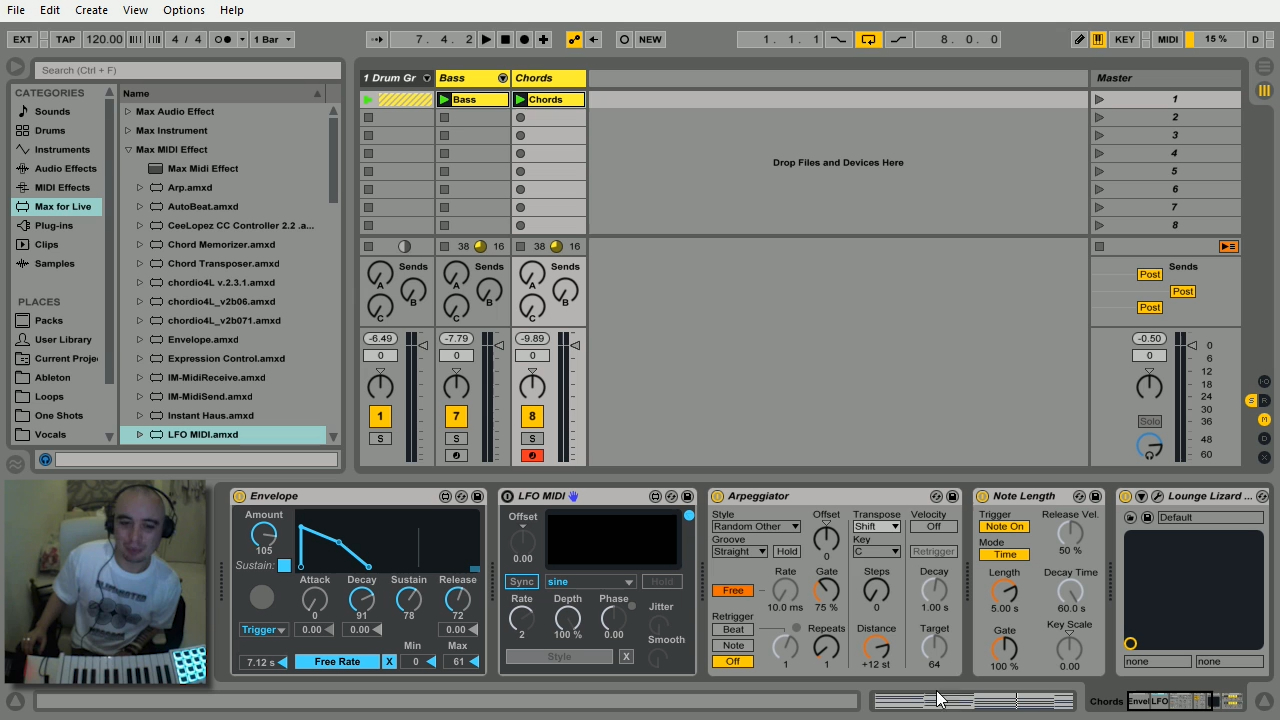 File Edit Create View Options Help
EXT TAP 120.00 4 / 4 1 Bar 7. 4. 2 NEW 1. 1. 1 8. 0. 0 KEY MIDI 15 % D
Search (Ctrl + F)
CATEGORIES
Sounds
Drums
Instruments
Audio Effects
MIDI Effects
Max for Live
Plug-ins
Clips
Samples
PLACES
Packs
User Library
Current Proje
Ableton
Loops
One Shots
Vocals
Name
Max Audio Effect
Max Instrument
Max MIDI Effect
Max Midi Effect
Arp.amxd
AutoBeat.amxd
CeeLopez CC Controller 2.2 .a...
Chord Memorizer.amxd
Chord Transposer.amxd
chordio4L v.2.3.1.amxd
chordio4L_v2b06.amxd
chordio4L_v2b071.amxd
Envelope.amxd
Expression Control.amxd
IM-MidiReceive.amxd
IM-MidiSend.amxd
Instant Haus.amxd
LFO MIDI.amxd
1 Drum Gr Bass Chords Master
Bass Chords 1
2
3
4
5
6
7
8
Drop Files and Devices Here
38 16 38 16
Sends Sends Sends Sends
A B A B A B Post
Post
C C C Post
-6.49 -7.79 -9.89 -0.50
0 0 0 0
0
6
12
18
24
30
36
48
60
1 7 8 Solo
S S S
I·O
S R
M
D
X
Envelope
Amount
105
Sustain:
Attack Decay Sustain Release
0 91 78 72
Trigger 0.00 0.00 0.00
Min Max
7.12 s Free Rate X 0 61
LFO MIDI
Offset
0.00
Sync sine Hold
Rate Depth Phase Jitter
2 100 % 0.00 Smooth
Style X
Arpeggiator
Style Offset Transpose Velocity
Random Other Shift Off
Groove Key
Straight Hold 0 C Retrigger
Rate Gate Steps Decay
Free 10.0 ms 75 % 0 1.00 s
Retrigger
Beat Repeats Distance Target
Note
Off 1 1 +12 st 64
Note Length
Trigger Release Vel.
Note On
Mode
Time 50 %
Length Decay Time
5.00 s 60.0 s
Gate Key Scale
100 % 0.00
Lounge Lizard ...
Default
none none
Chords Envel LFO